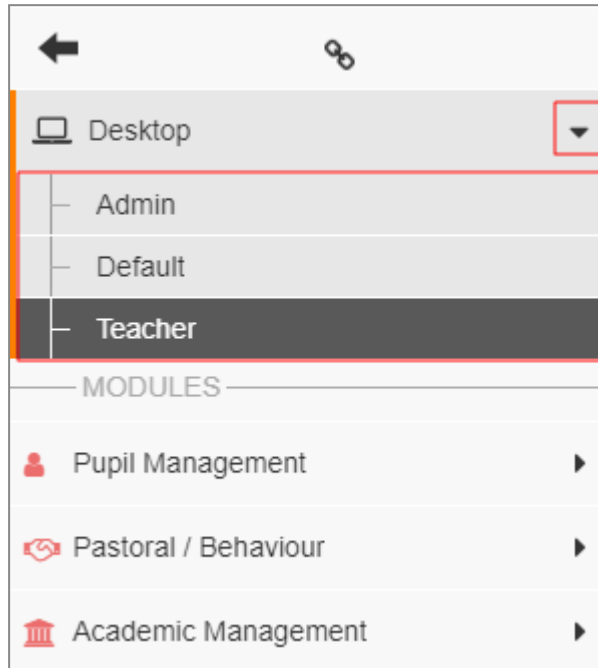 Desktop
Admin
Default
Teacher
MODULES
Pupil Management
Pastoral / Behaviour
Academic Management